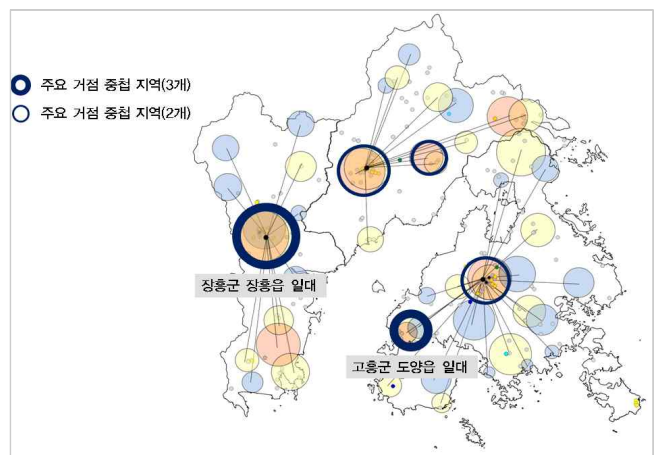 주요 거점 중첩 지역(3개)
주요 거점 중첩 지역(2개)
장흥군 장흥읍 일대
고흥군 도양읍 일대